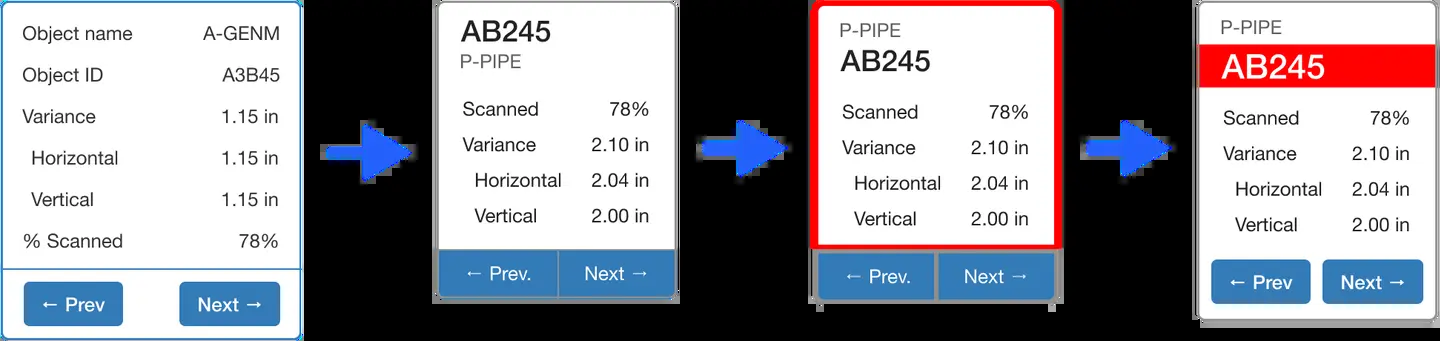 Object name A-GENM
Object ID A3B45
Variance 1.15 in
Horizontal 1.15 in
Vertical 1.15 in
% Scanned 78%
← Prev Next →
AB245
P-PIPE
Scanned 78%
Variance 2.10 in
Horizontal 2.04 in
Vertical 2.00 in
← Prev. Next →
P-PIPE
AB245
Scanned 78%
Variance 2.10 in
Horizontal 2.04 in
Vertical 2.00 in
← Prev. Next →
P-PIPE
AB245
Scanned 78%
Variance 2.10 in
Horizontal 2.04 in
Vertical 2.00 in
← Prev Next →